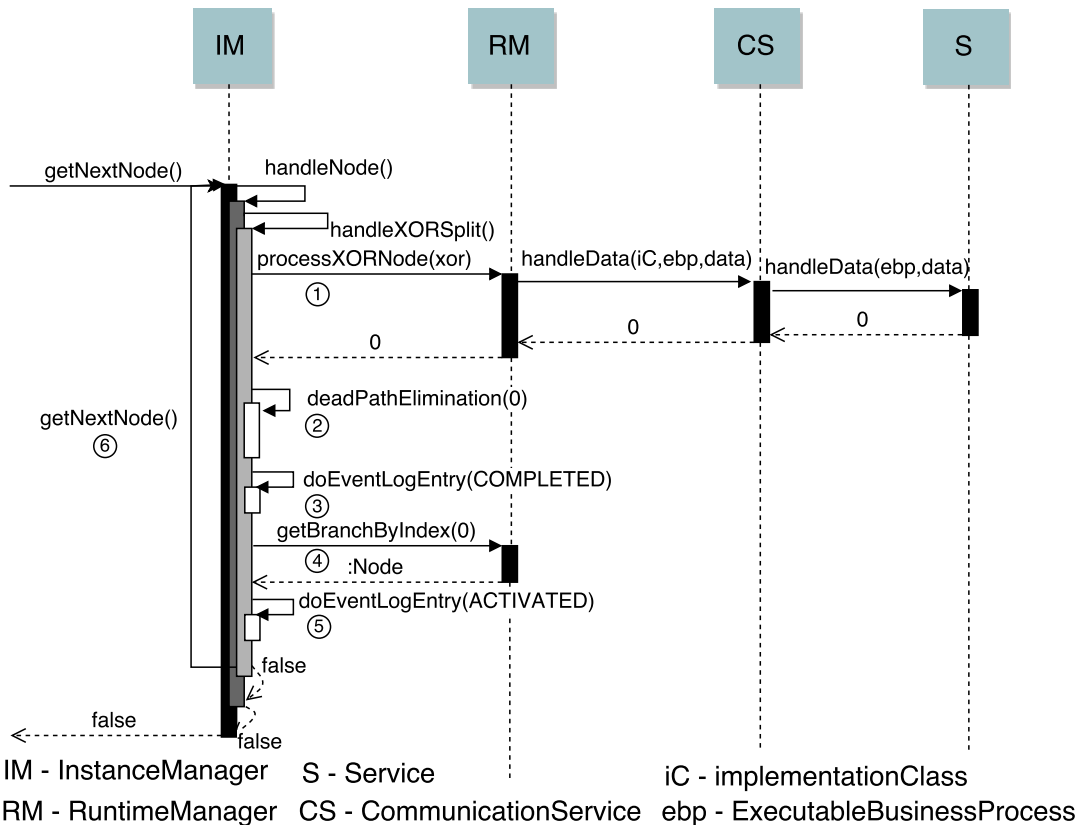 IM
RM
CS
S
getNextNode()
handleNode()
handleXORSplit()
processXORNode(xor)
handleData(iC,ebp,data)
handleData(ebp,data)
1
0
0
0
deadPathElimination(0)
2
getNextNode()
6
doEventLogEntry(COMPLETED)
3
getBranchByIndex(0)
4
:Node
doEventLogEntry(ACTIVATED)
5
false
false
false
IM - InstanceManager
S - Service
iC - implementationClass
RM - RuntimeManager
CS - CommunicationService
ebp - ExecutableBusinessProcess